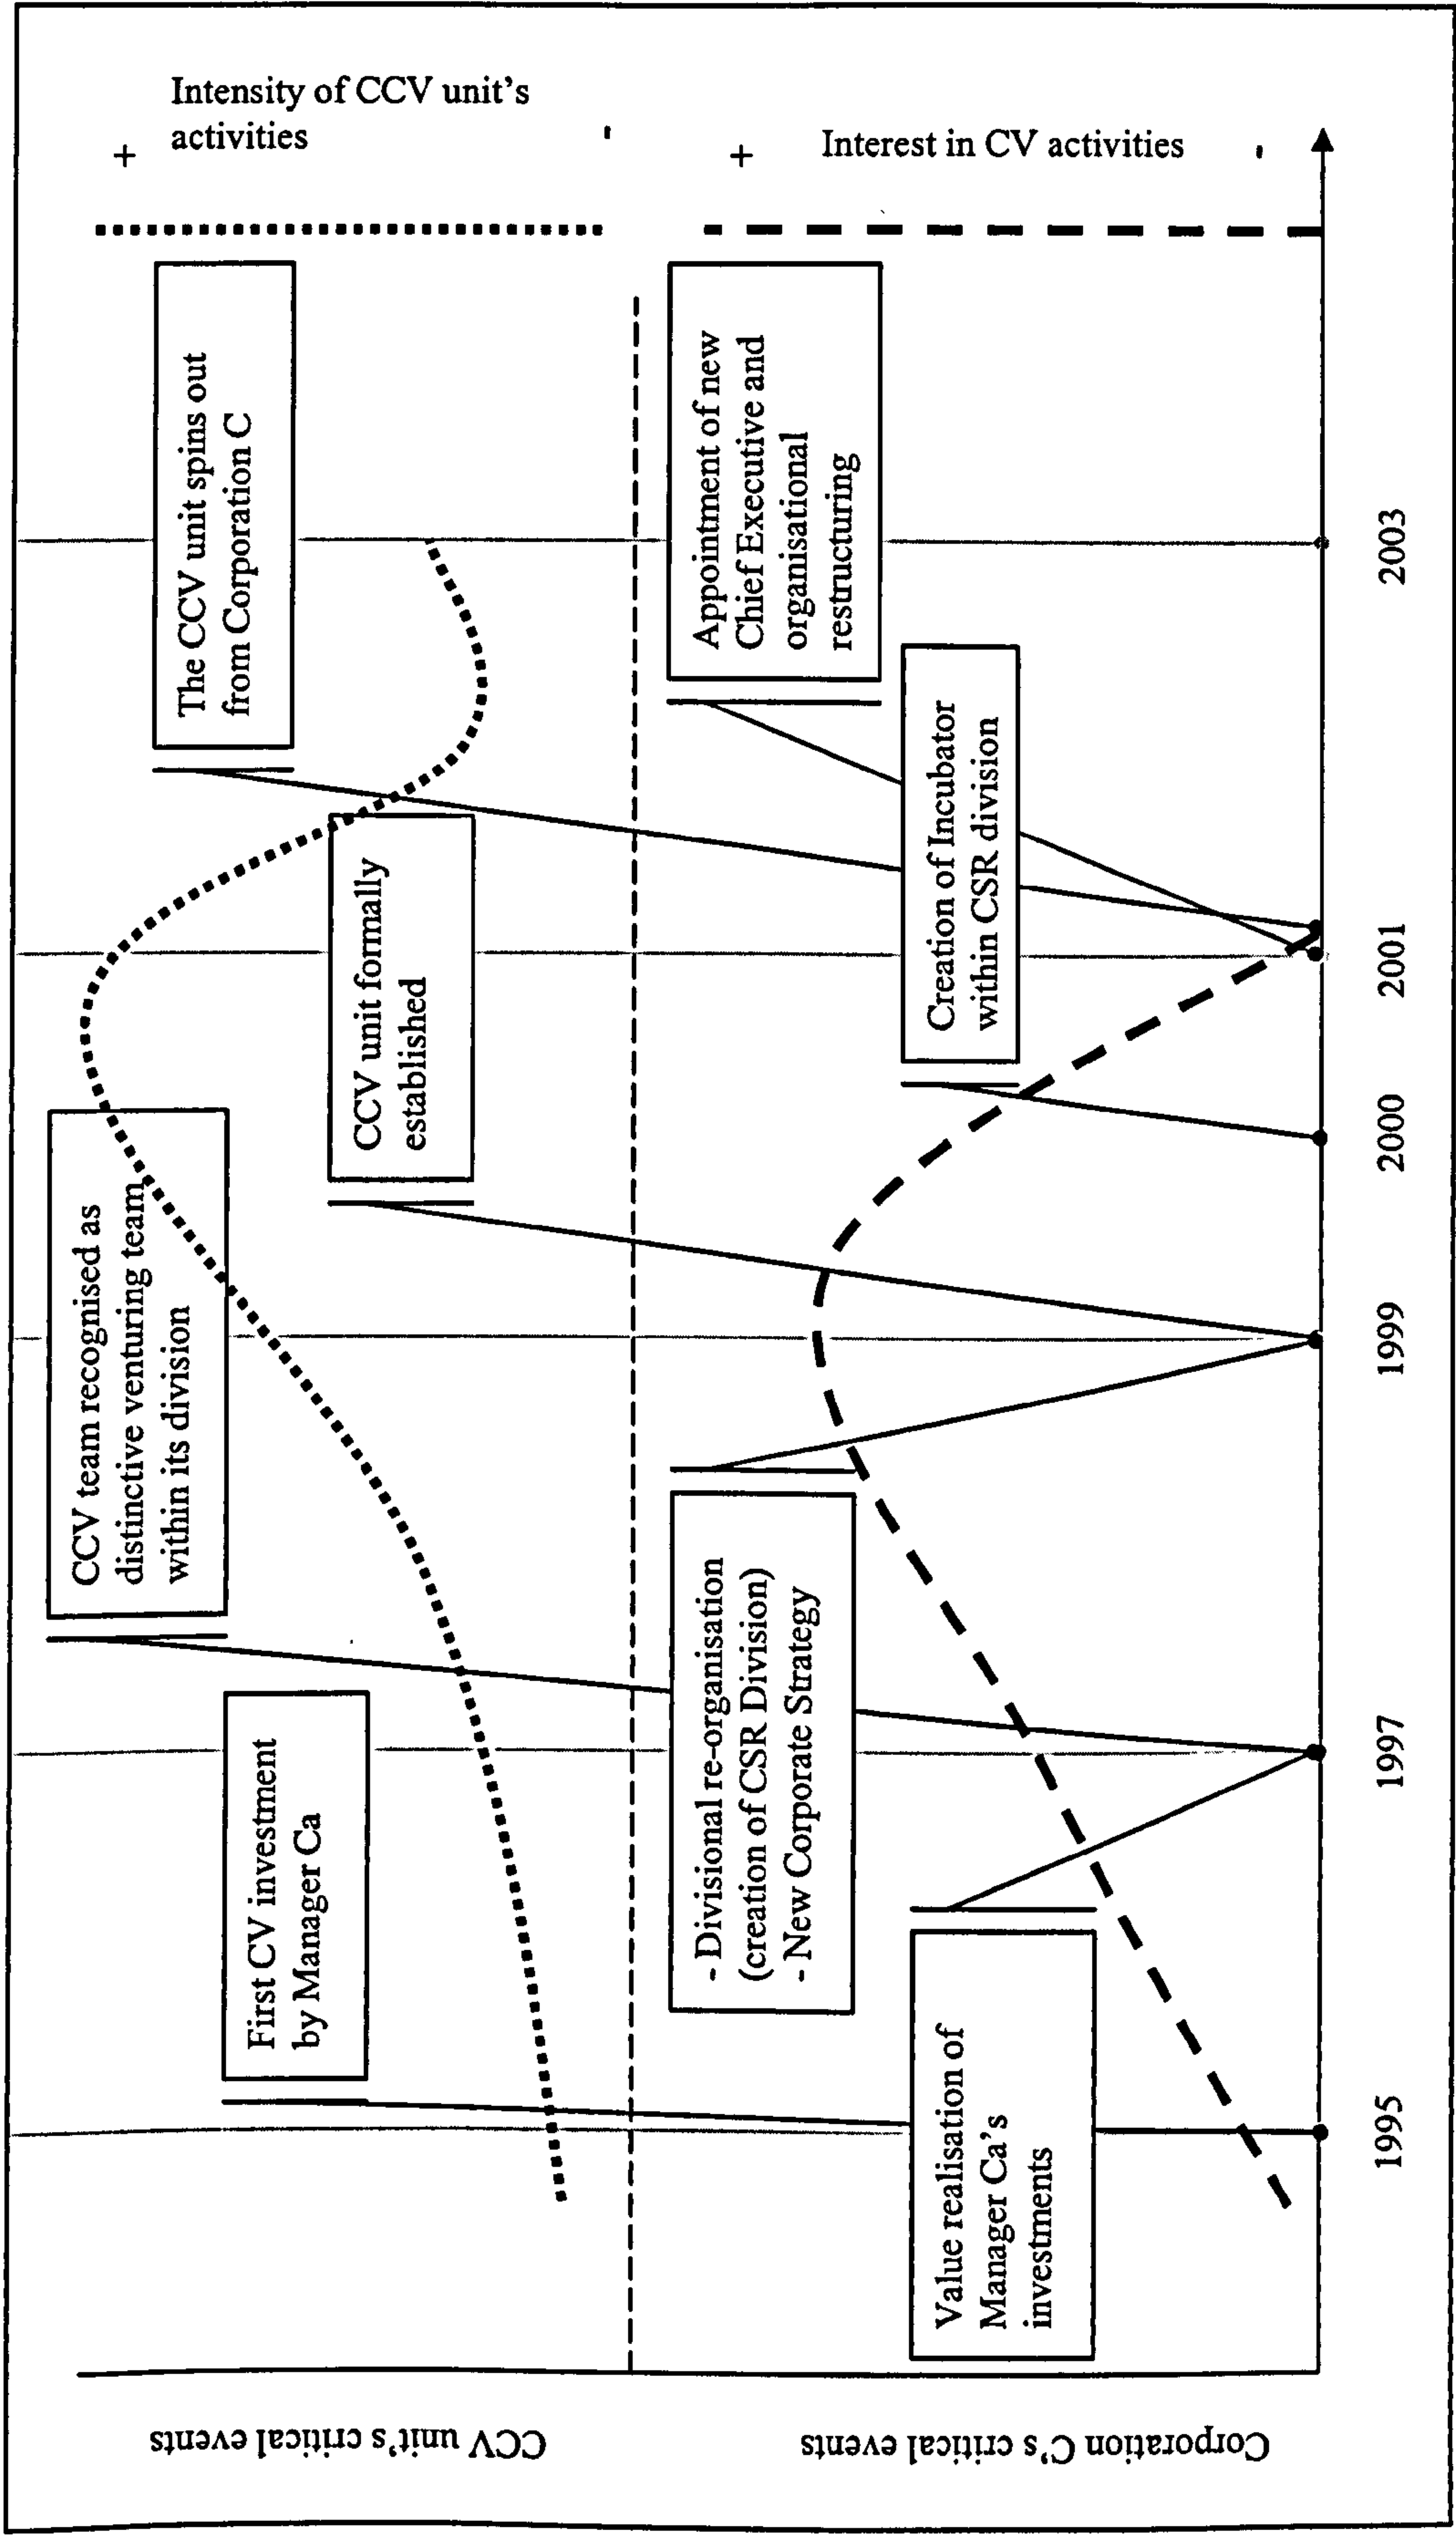 CCV unit's critical events
Corporation C's critical events
CCV team recognised as
distinctive venturing team
within its division
The CCV unit spins out
from Corporation C
First CV investment
by Manager Ca
CCV unit formally
established
+
Intensity of CCV unit's
activities
-
- Divisional re-organisation
(creation of CSR Division)
- New Corporate Strategy
Appointment of new
Chief Executive and
organisational
restructuring
Value realisation of
Manager Ca's
investments
Creation of Incubator
within CSR division
+
Interest in CV activities
-
1995
1997
1999
2000
2001
2003